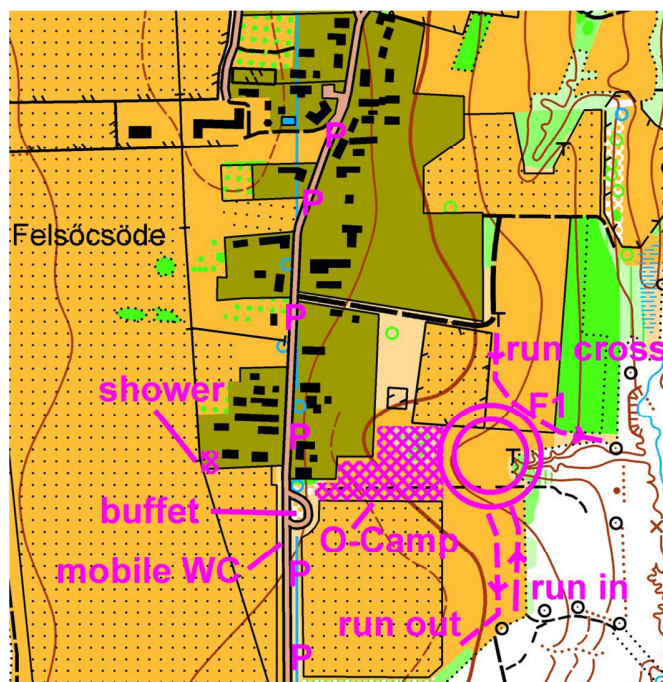 P
P
Felsőcsöde
P
run cross
shower
F1
P
buffet
O-Camp
mobile WC
P
run in
run out
P